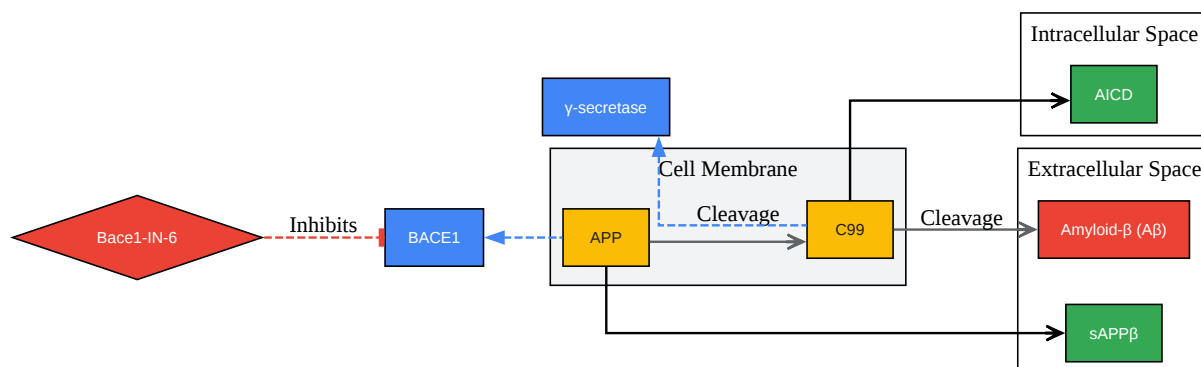 Intracellular Space
AICD
γ-secretase
Cell Membrane
Extracellular Space
Bace1-IN-6
Inhibits
BACE1
APP
Cleavage
C99
Cleavage
Amyloid-β (Aβ)
sAPPβ